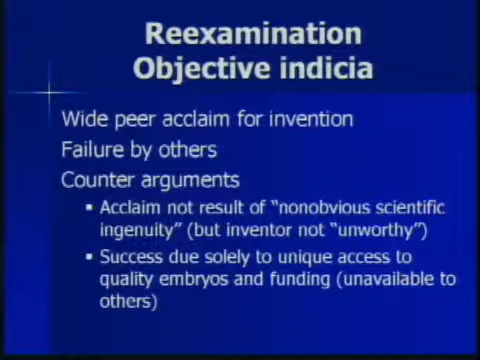 Reexamination
Objective indicia
Wide peer acclaim for invention
Failure by others
Counter arguments
▪ Acclaim not result of “nonobvious scientific
ingenuity” (but inventor not “unworthy”)
▪ Success due solely to unique access to
quality embryos and funding (unavailable to
others)